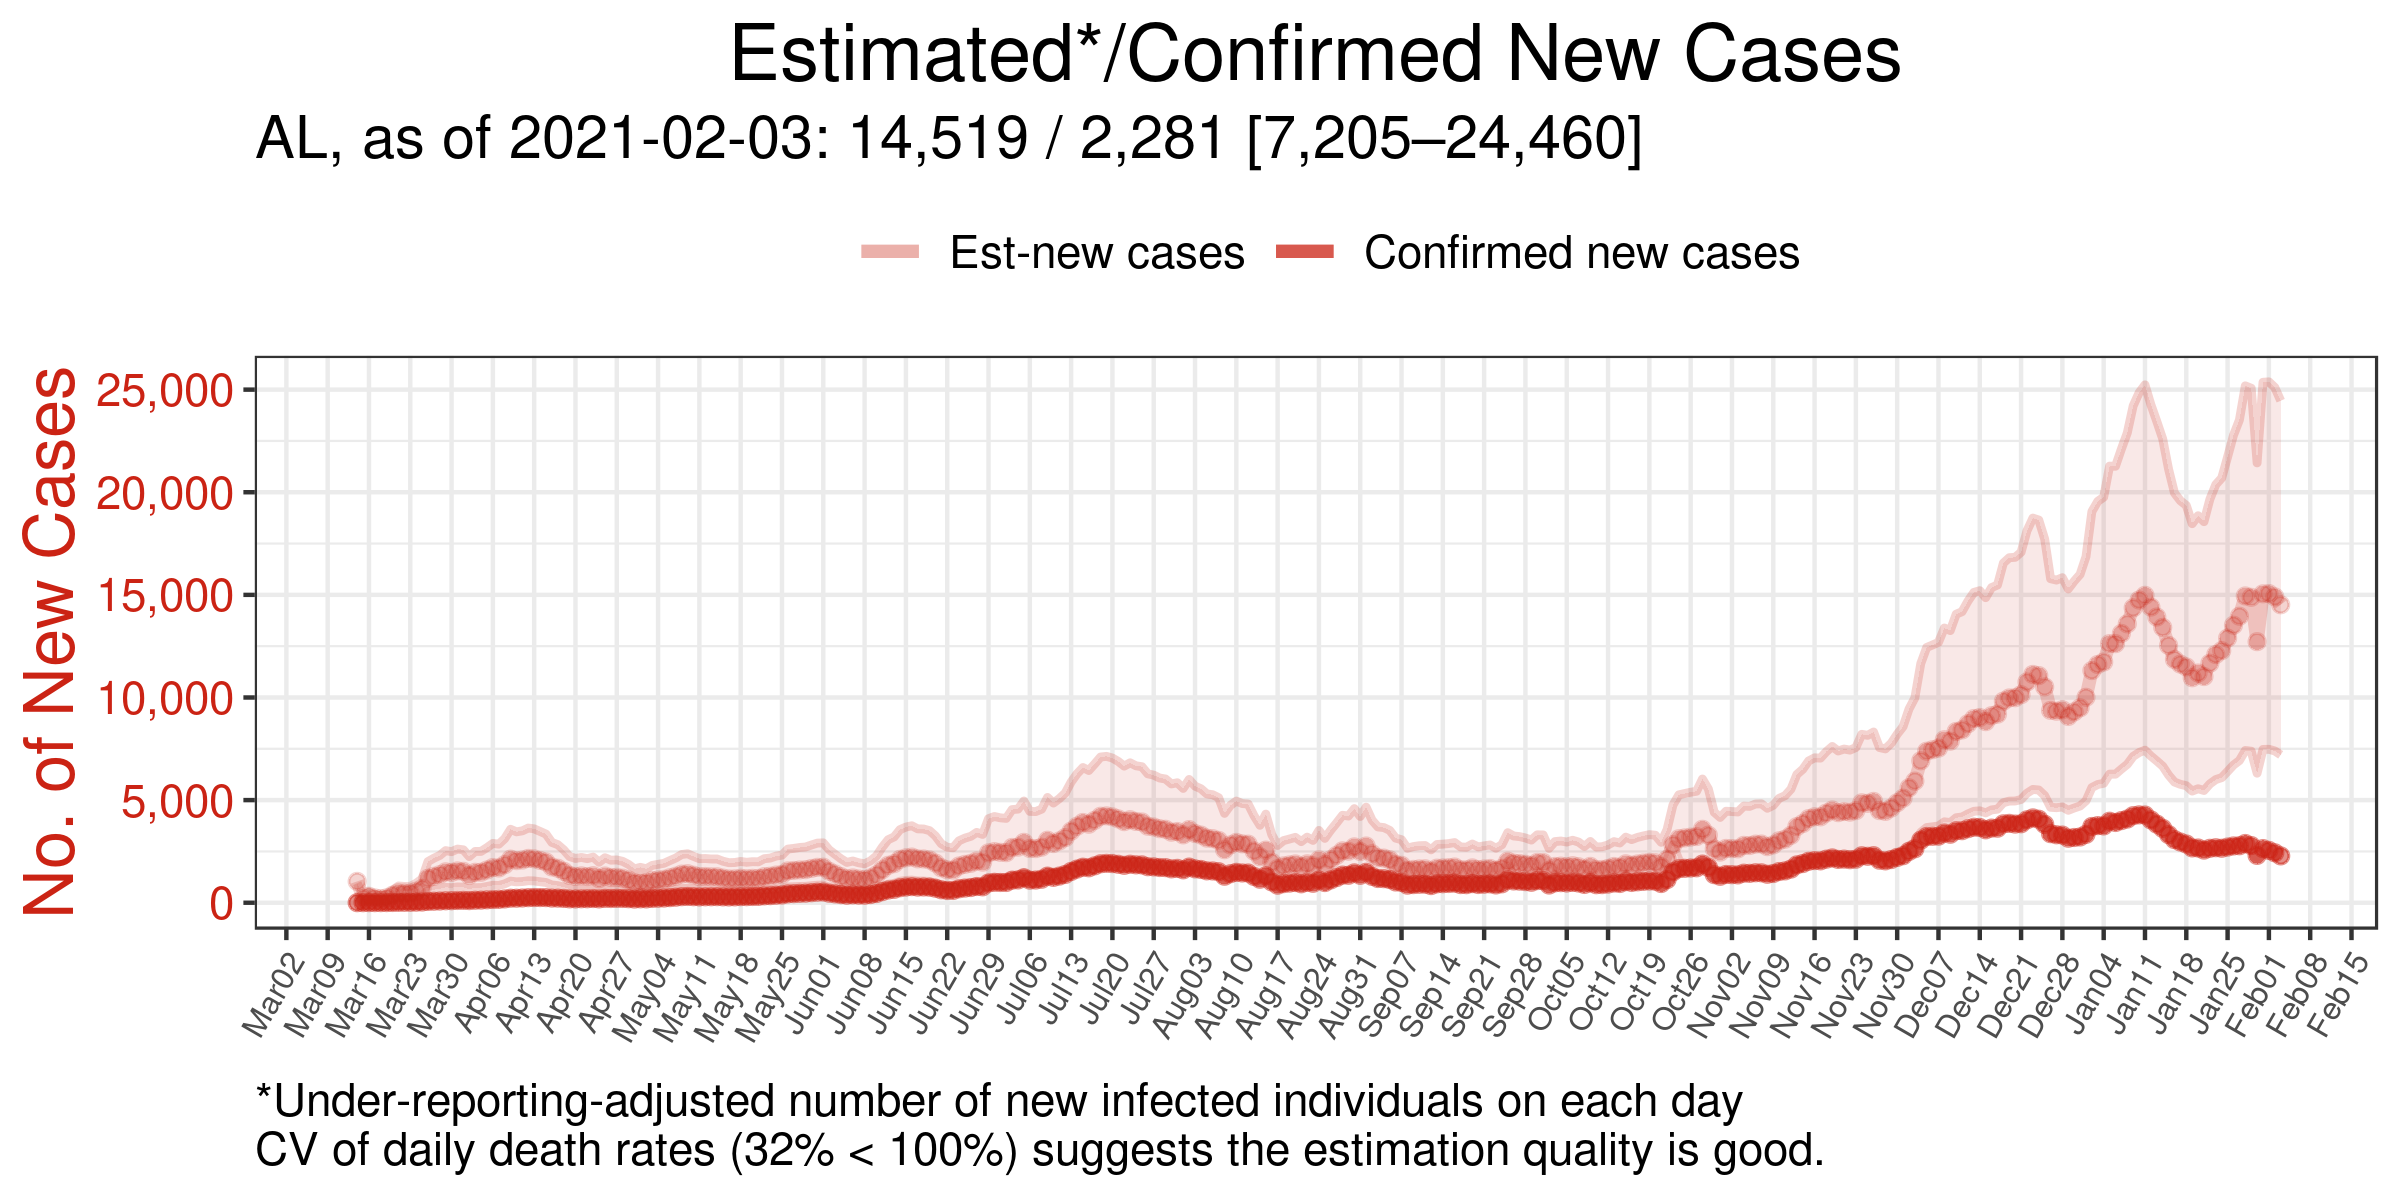 Estimated*/Confirmed New Cases
AL, as of 2021-02-03: 14,519 / 2,281 [7,205–24,460]
Est-new cases Confirmed new cases
No. of New Cases
25,000
20,000
15,000
10,000
5,000
0
Mar02 Mar09 Mar16 Mar23 Mar30 Apr06 Apr13 Apr20 Apr27 May04 May11 May18 May25 Jun01 Jun08 Jun15 Jun22 Jun29 Jul06 Jul13 Jul20 Jul27 Aug03 Aug10 Aug17 Aug24 Aug31 Sep07 Sep14 Sep21 Sep28 Oct05 Oct12 Oct19 Oct26 Nov02 Nov09 Nov16 Nov23 Nov30 Dec07 Dec14 Dec21 Dec28 Jan04 Jan11 Jan18 Jan25 Feb01 Feb08 Feb15
*Under-reporting-adjusted number of new infected individuals on each day
CV of daily death rates (32% < 100%) suggests the estimation quality is good.